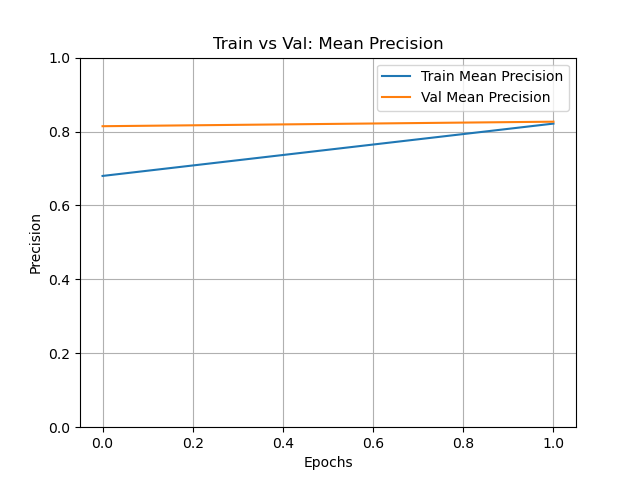 Train vs Val: Mean Precision
1.0
0.8
0.6
0.4
0.2
0.0
Precision
Train Mean Precision
Val Mean Precision
0.0 0.2 0.4 0.6 0.8 1.0
Epochs